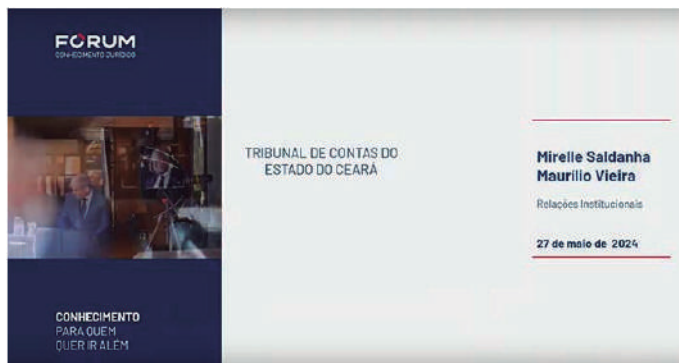 FÓRUM
CONHECIMENTO JURÍDICO
TRIBUNAL DE CONTAS DO
ESTADO DO CEARÁ
Mirelle Saldanha
Maurílio Vieira
Relações Institucionais
27 de maio de 2024
CONHECIMENTO
PARA QUEM
QUER IR ALÉM